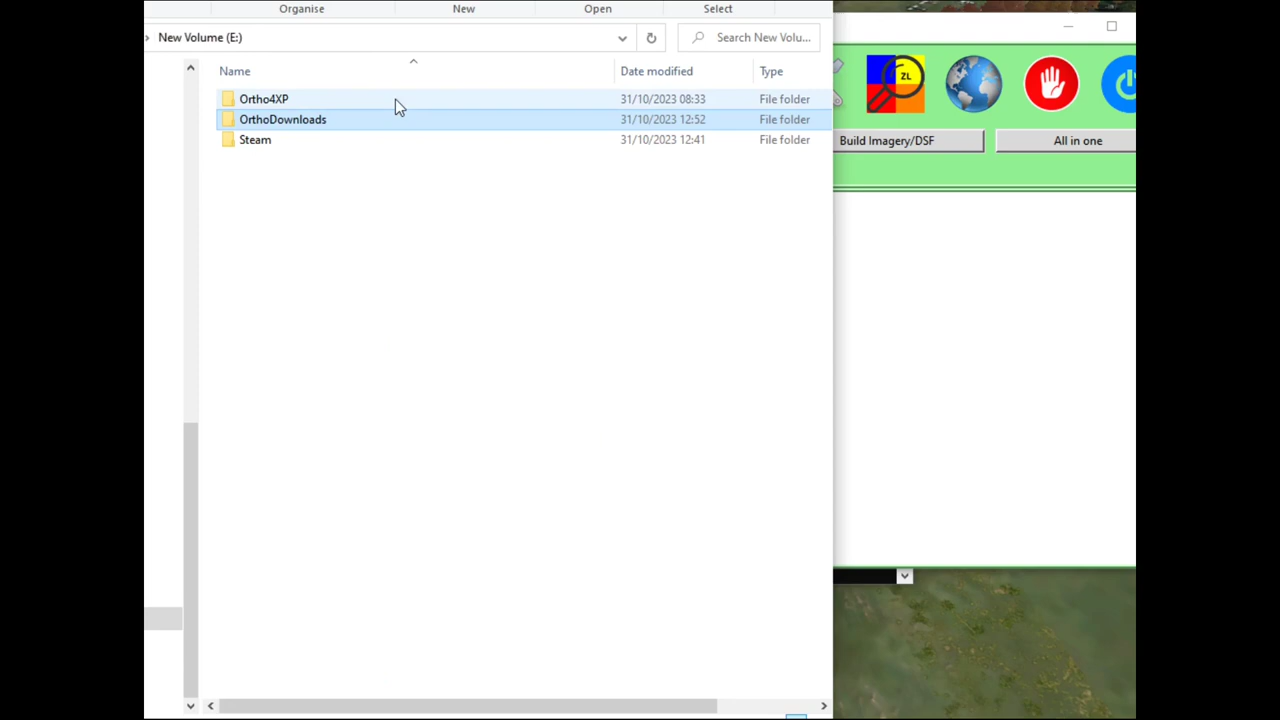 Organise New Open Select
New Volume (E:) Search New Volu...
Name Date modified Type
Ortho4XP 31/10/2023 08:33 File folder
OrthoDownloads 31/10/2023 12:52 File folder
Steam 31/10/2023 12:41 File folder
ZL
Build Imagery/DSF All in one